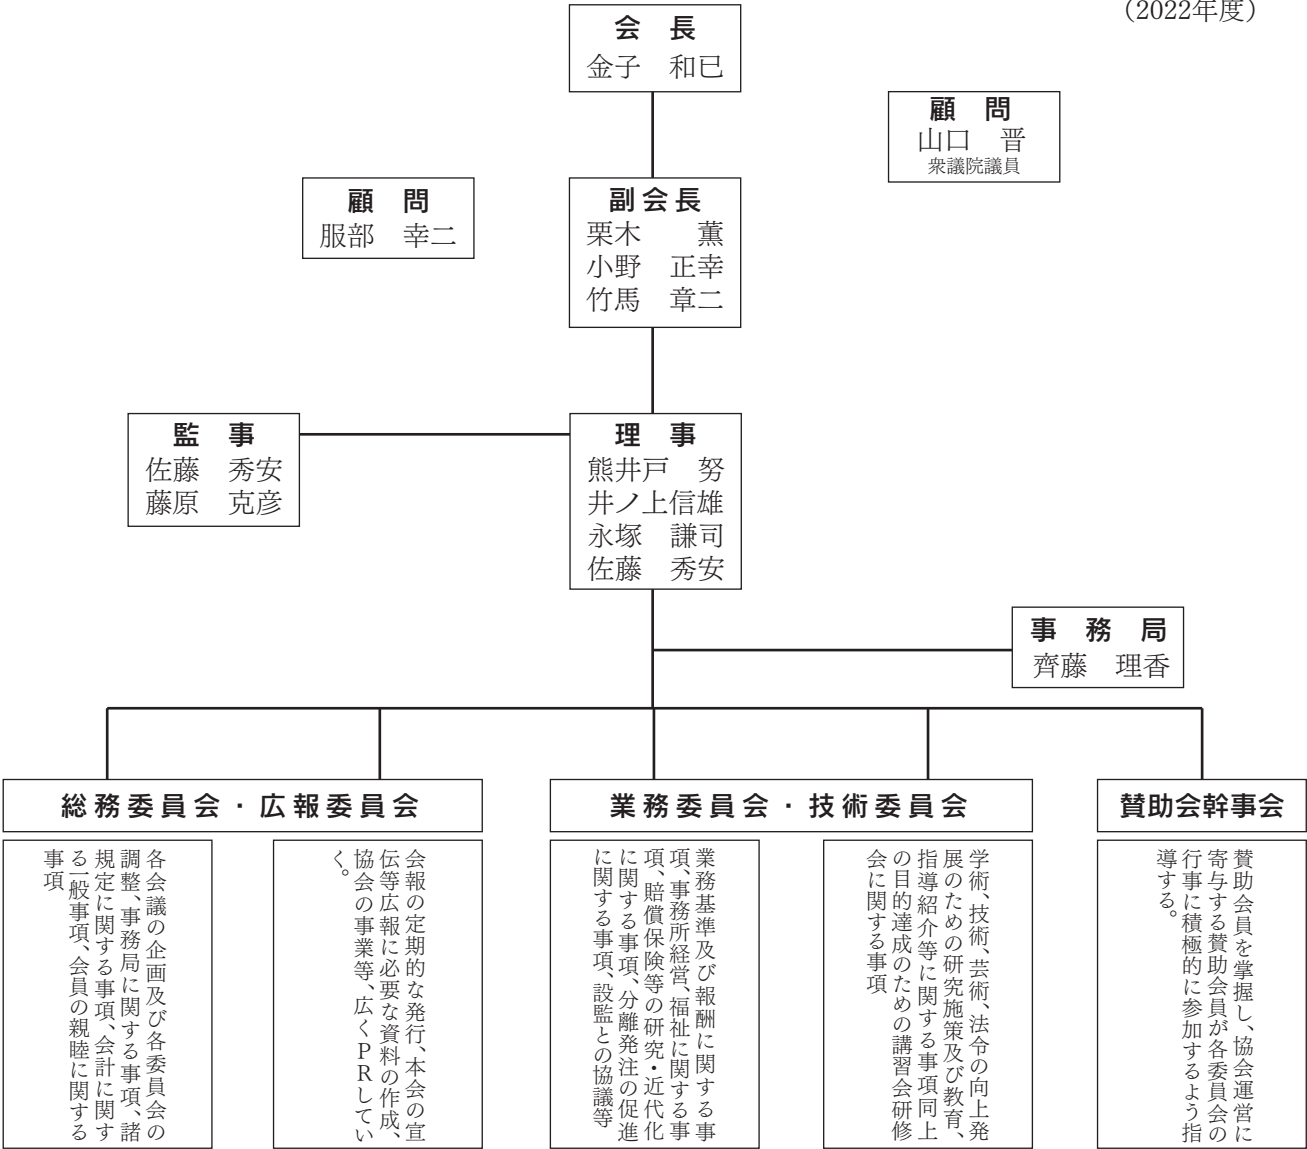 （2022年度）
会　長
金子　和巳
顧　問
山口　晋
衆議院議員
顧　問
服部　幸二
副会長
栗木　　薫
小野　正幸
竹馬　章二
監　事
佐藤　秀安
藤原　克彦
理　事
熊井戸　努
井ノ上信雄
永塚　謙司
佐藤　秀安
事　務　局
齊藤　理香
総務委員会・広報委員会
各会議の企画及び各委員会の
調整、事務局に関する事項、諸
規定に関する事項、会計に関す
る一般事項、会員の親睦に関する
事項
会報の定期的な発行、本会の宣
伝等広報に必要な資料の作成、
協会の事業等、広くＰＲしてい
く。
業務委員会・技術委員会
業務基準及び報酬に関する事
項、事務所経営、福祉に関する事
項、賠償保険等の研究・近代化
に関する事項、分離発注の促進
に関する事項、設監との協議等
学術、技術、芸術、法令の向上発
展のための研究施策及び教育、
指導紹介等に関する事項同上
の目的達成のための講習会研修
会に関する事項
賛助会幹事会
賛助会員を掌握し、協会運営に
寄与する賛助会員が各委員会の
行事に積極的に参加するよう指
導する。